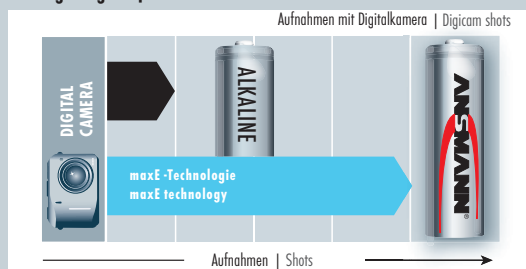 Aufnahmen mit Digitalkamera | Digicam shots
DIGITAL
CAMERA
ALKALINE
ANSMANN
maxE -Technologie
maxE technology
Aufnahmen | Shots